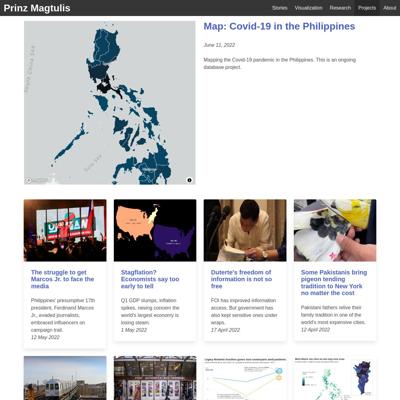 Prinz Magtulis
Stories Visualization Research Projects About
Map: Covid-19 in the Philippines
June 11, 2022
Mapping the Covid-19 pandemic in the Philippines. This is an ongoing
database project.
Sulu Sea
The struggle to get
Marcos Jr. to face the
media
Philippines' presumptive 17th
president, Ferdinand Marcos
Jr., evaded journalists,
embraced influencers on
campaign trail.
12 May 2022
Stagflation?
Economists say too
early to tell
Q1 GDP slumps, inflation
spikes, raising concern the
world's largest economy is
losing steam.
1 May 2022
Duterte's freedom of
information is not so
free
FOI has improved information
access. But government has
also kept sensitive ones under
wraps.
17 April 2022
Some Pakistanis bring
pigeon tending
tradition to New York
no matter the cost
Pakistani fathers relive their
family tradition in one of the
world's most expensive cities.
12 April 2022